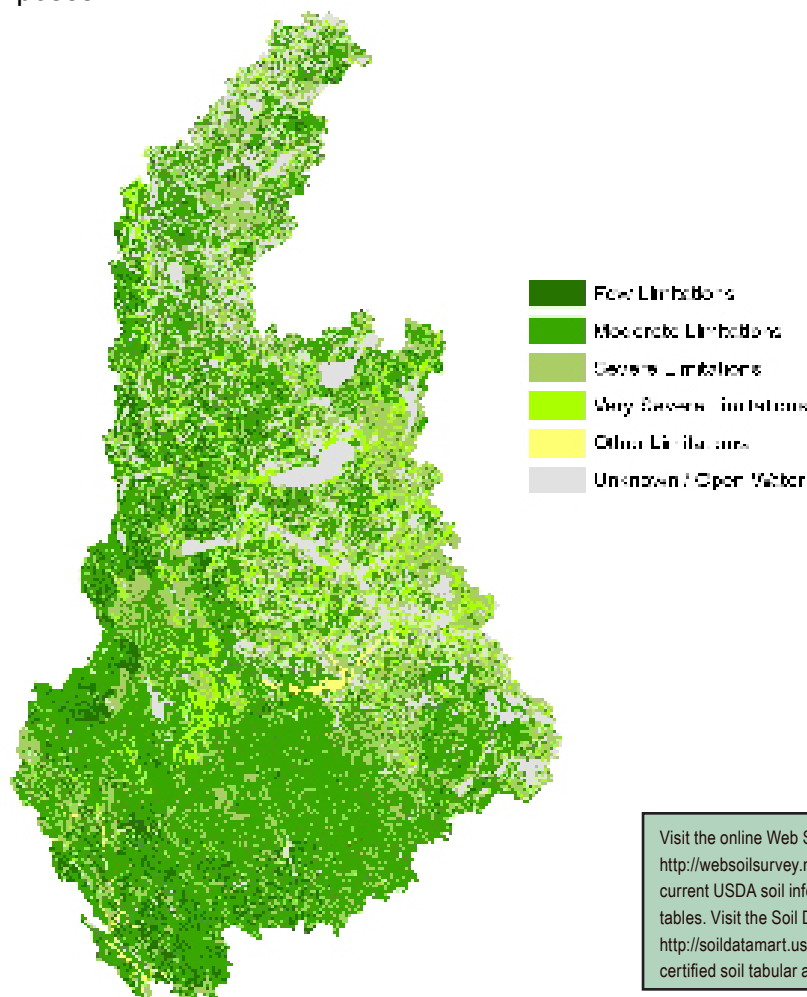 Few Limitations
Moderate Limitations
Severe Limitations
Very Severe Limitations
Other Limitations
Unknown / Open Water
Visit the online Web S
http://websoilsurvey.n
current USDA soil info
tables. Visit the Soil D
http://soildatamart.us
certified soil tabular a